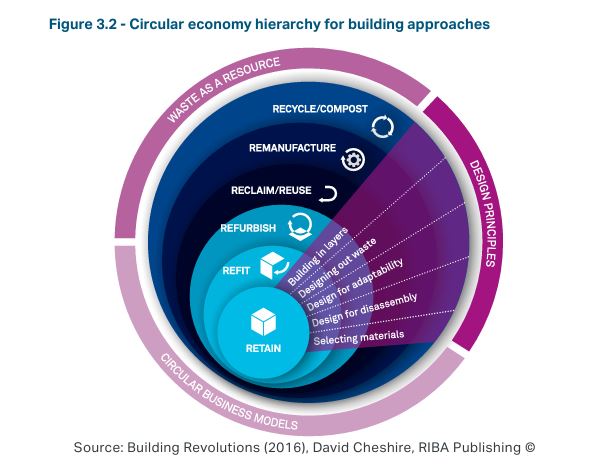 Figure 3.2 - Circular economy hierarchy for building approaches
WASTE AS A RESOURCE
RECYCLE/COMPOST
REMANUFACTURE
RECLAIM/REUSE
REFURBISH
REFIT
RETAIN
Building in layers
Designing out waste
Design for adaptability
Design for disassembly
Selecting materials
DESIGN PRINCIPLES
CIRCULAR BUSINESS MODELS
Source: Building Revolutions (2016), David Cheshire, RIBA Publishing ©